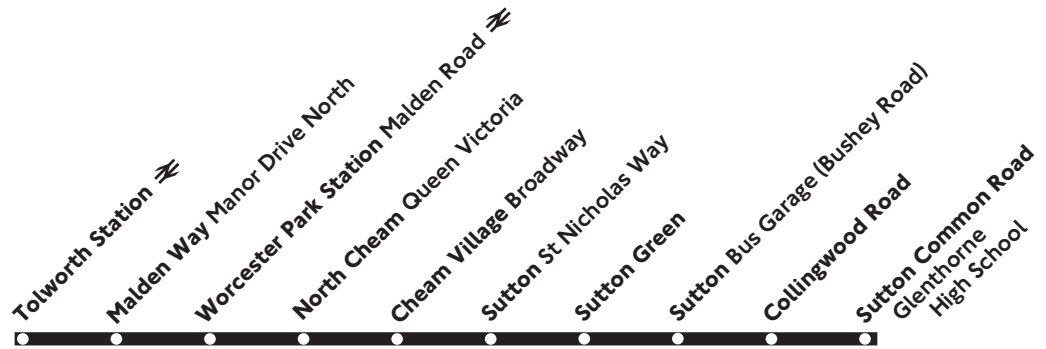 Tolworth Station
Malden Way Manor Drive North
Worcester Park Station Malden Road
North Cheam Queen Victoria
Cheam Village Broadway
Sutton St Nicholas Way
Sutton Green
Sutton Bus Garage (Bushey Road)
Collingwood Road
Sutton Common Road
Glenthorne
High School